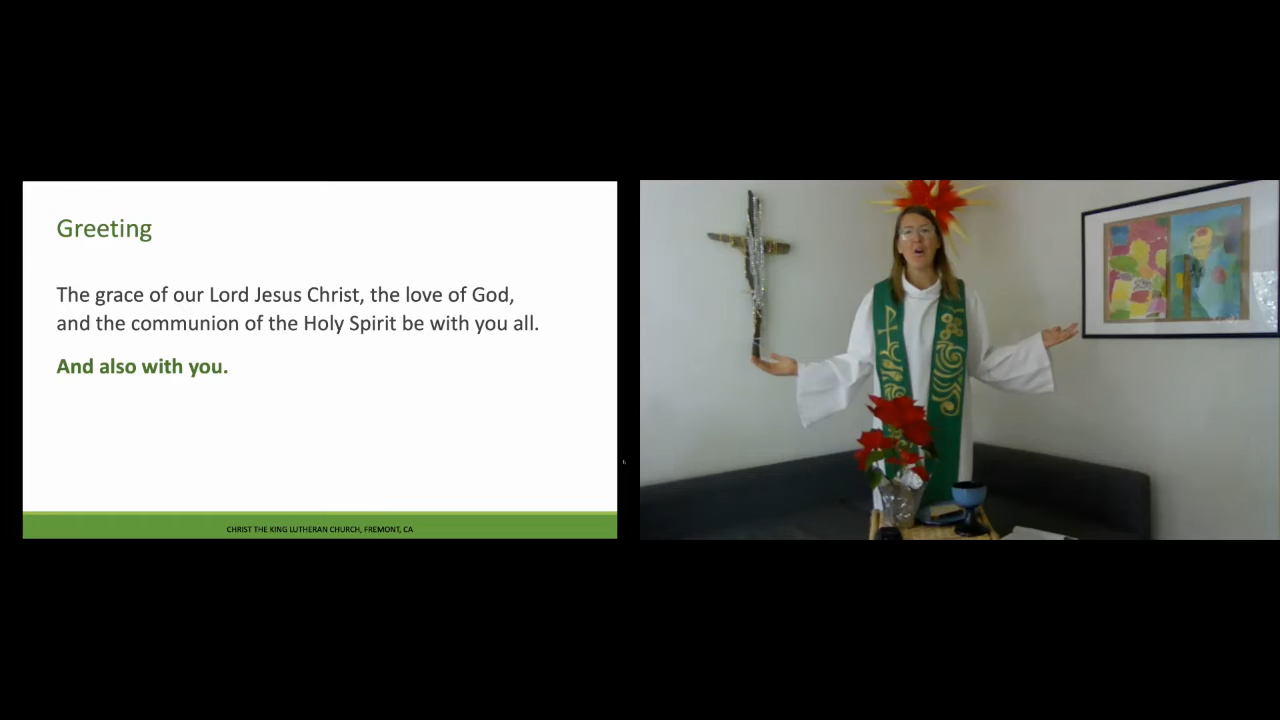 Greeting
The grace of our Lord Jesus Christ, the love of God,
and the communion of the Holy Spirit be with you all.
And also with you.
CHRIST THE KING LUTHERAN CHURCH, FREMONT, CA